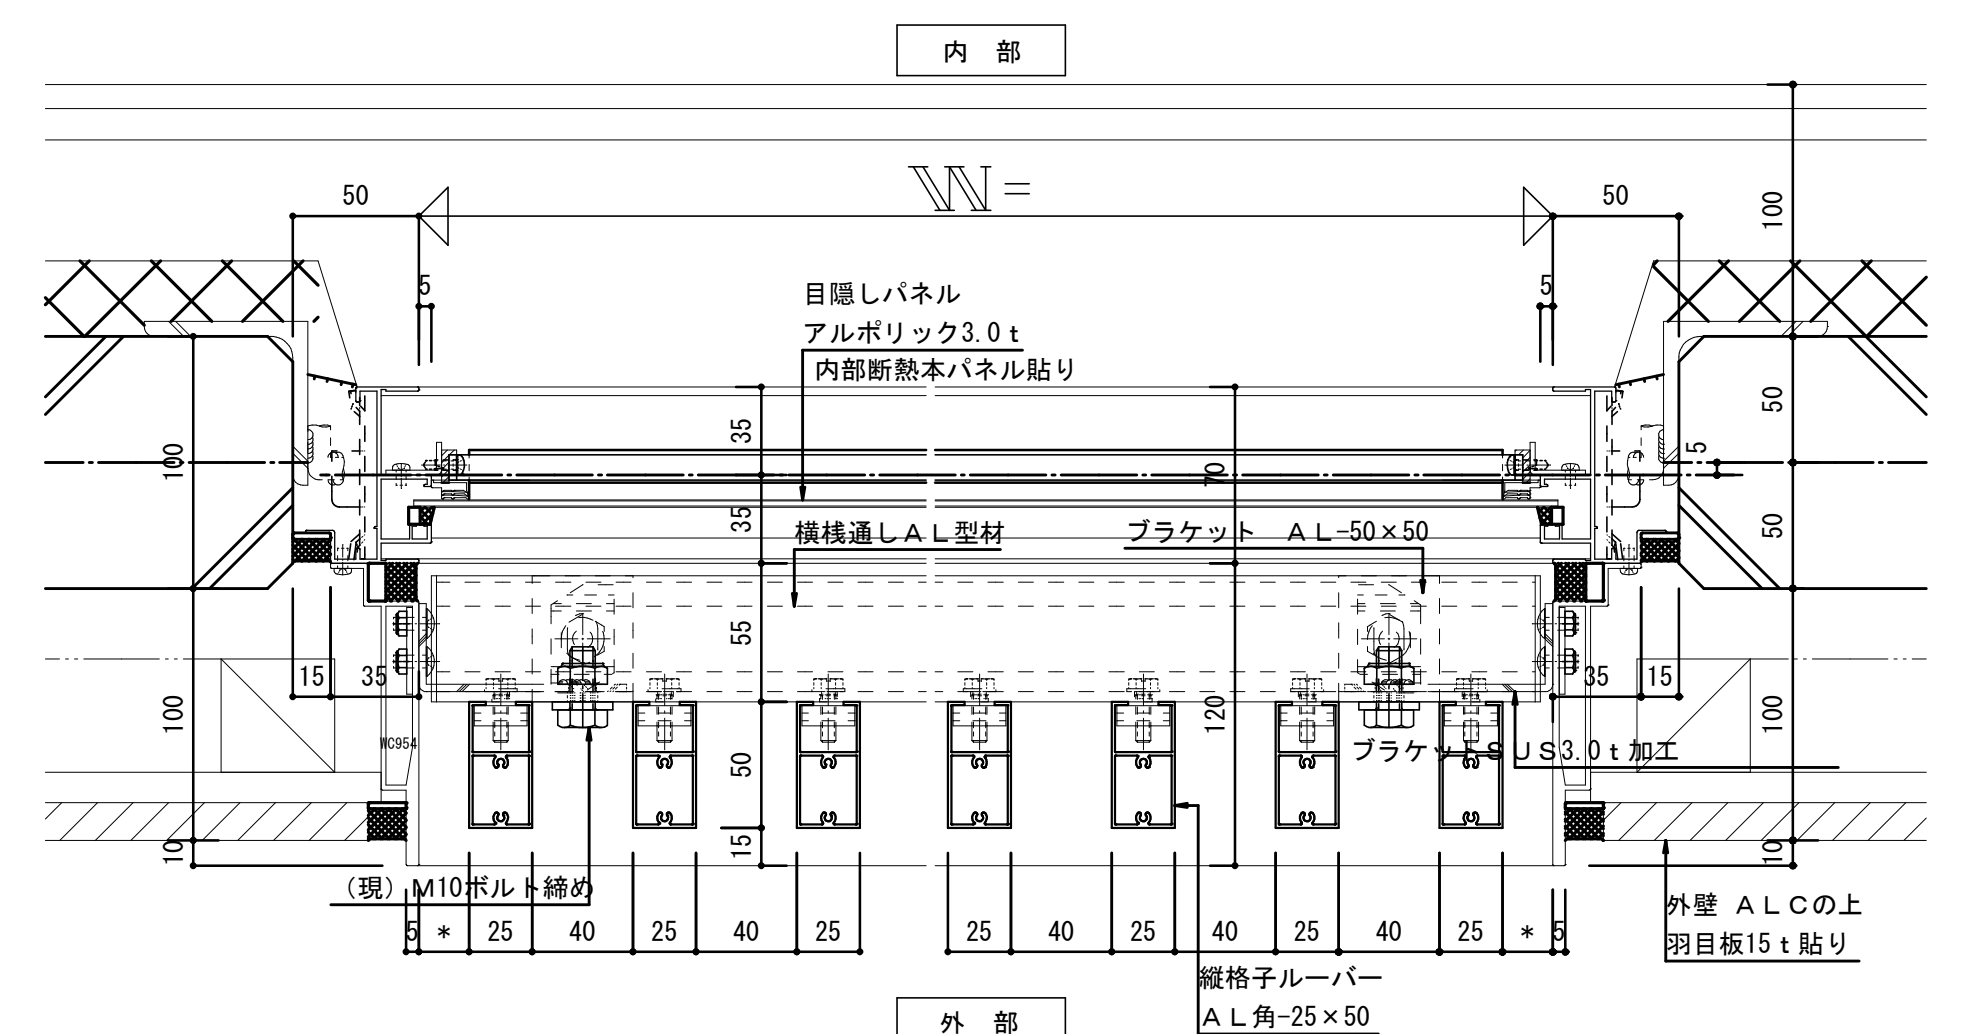 内 部
W=
50
50
100
5
5
目隠しパネル
アルポリック3.0ｔ
内部断熱本パネル貼り
35
50
100
70
5
35
横桟通しＡＬ型材
ブラケット　ＡＬ-50×50
50
55
15
35
35
15
100
120
100
WC954
50
ブラケットＳＵＳ3.0ｔ加工
15
10
10
（現）M10ボルト締め
外壁 ＡＬＣの上
羽目板15ｔ貼り
5 * 25 40 25 40 25
25 40 25 40 25 40 25 * 5
縦格子ルーバー
ＡＬ角-25×50
外 部